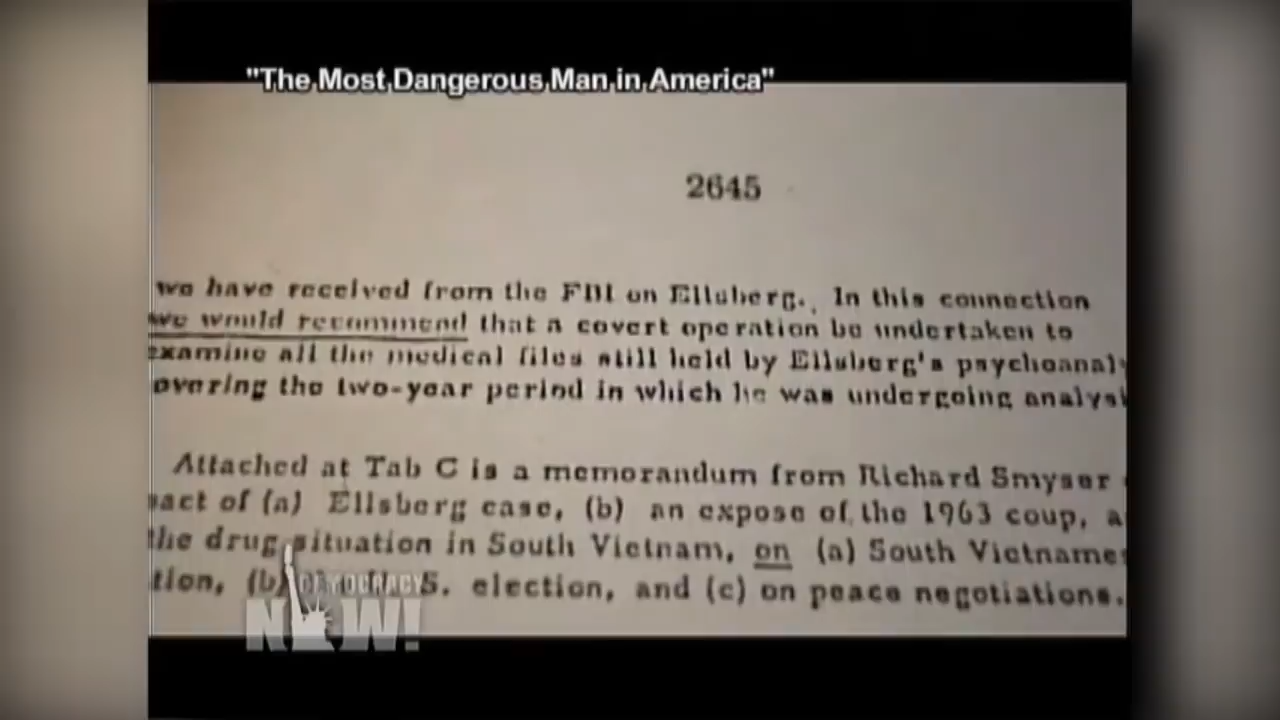 "The Most Dangerous Man in America"
2645
we have received from the FBI on Ellsberg. In this connection
we would recommend that a covert operation be undertaken to
examine all the medical files still held by Ellsberg's psychoanaly
overing the two-year period in which he was undergoing analysi
Attached at Tab C is a memorandum from Richard Smyser
pact of (a) Ellsberg case, (b) an expose of the 1963 coup, a
the drug situation in South Vietnam, on (a) South Vietname
tion, (b) U.S. election, and (c) on peace negotiations.
DEMOCRACY
NOW!